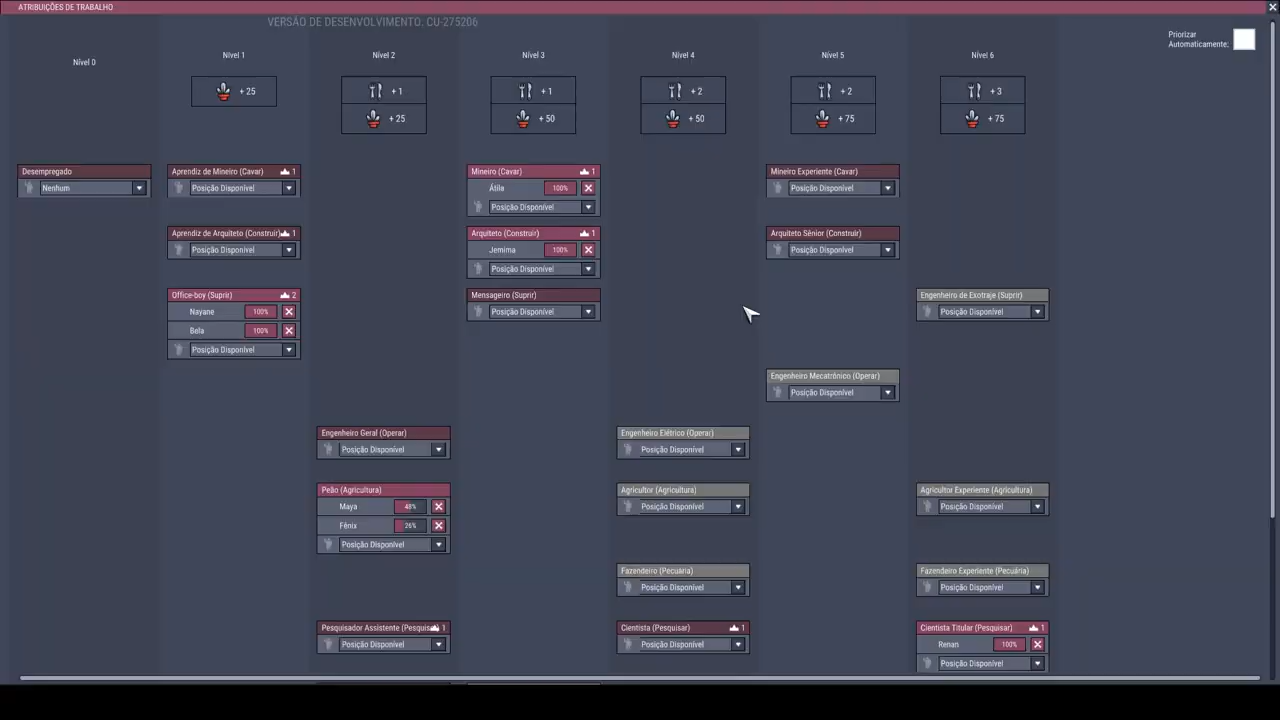 ATRIBUIÇÕES DE TRABALHO
VERSÃO DE DESENVOLVIMENTO: CU-275206
Priorizar
Automaticamente:
Nível 0
Nível 1
Nível 2
Nível 3
Nível 4
Nível 5
Nível 6
+ 25
+ 1
+ 25
+ 1
+ 50
+ 2
+ 50
+ 2
+ 75
+ 3
+ 75
Desempregado
Nenhum
Aprendiz de Mineiro (Cavar) 1
Posição Disponível
Mineiro (Cavar) 1
Átila 100%
Posição Disponível
Mineiro Experiente (Cavar)
Posição Disponível
Aprendiz de Arquiteto (Construir) 1
Posição Disponível
Arquiteto (Construir) 1
Jemima 100%
Posição Disponível
Arquiteto Sênior (Construir)
Posição Disponível
Office-boy (Suprir) 2
Nayane 100%
Bela 100%
Posição Disponível
Mensageiro (Suprir)
Posição Disponível
Engenheiro de Exotraje (Suprir)
Posição Disponível
Engenheiro Mecatrônico (Operar)
Posição Disponível
Engenheiro Geral (Operar)
Posição Disponível
Engenheiro Elétrico (Operar)
Posição Disponível
Peão (Agricultura)
Maya 48%
Fênix 26%
Posição Disponível
Agricultor (Agricultura)
Posição Disponível
Agricultor Experiente (Agricultura)
Posição Disponível
Fazendeiro (Pecuária)
Posição Disponível
Fazendeiro Experiente (Pecuária)
Posição Disponível
Pesquisador Assistente (Pesquisar 1
Posição Disponível
Cientista (Pesquisar) 1
Posição Disponível
Cientista Titular (Pesquisar) 1
Renan 100%
Posição Disponível